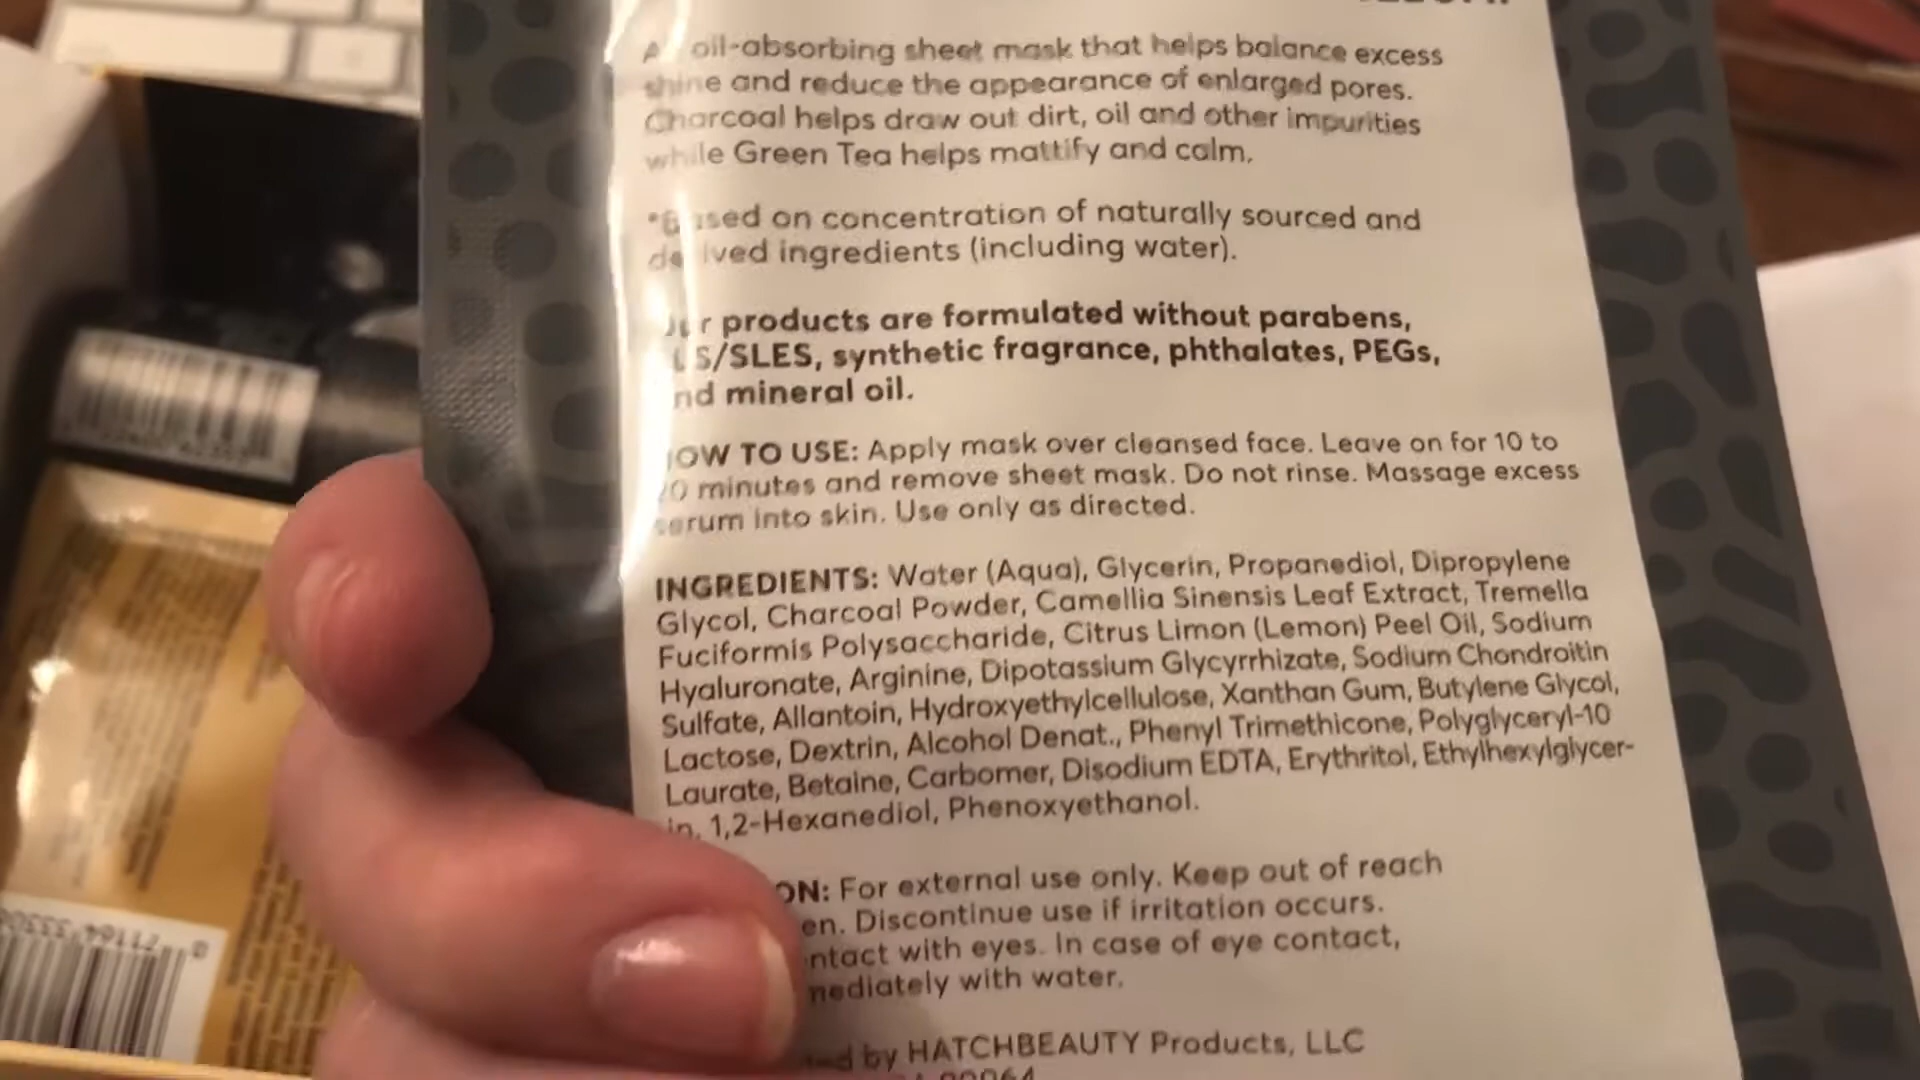 oil-absorbing sheet mask that helps balance excess
shine and reduce the appearance of enlarged pores.
Charcoal helps draw out dirt, oil and other impurities
while Green Tea helps mattify and calm.
*Based on concentration of naturally sourced and
derived ingredients (including water).
products are formulated without parabens,
S/SLES, synthetic fragrance, phthalates, PEGs,
nd mineral oil.
OW TO USE: Apply mask over cleansed face. Leave on for 10 to
20 minutes and remove sheet mask. Do not rinse. Massage excess
serum into skin. Use only as directed.
INGREDIENTS: Water (Aqua), Glycerin, Propanediol, Dipropylene
Glycol, Charcoal Powder, Camellia Sinensis Leaf Extract, Tremella
Fuciformis Polysaccharide, Citrus Limon (Lemon) Peel Oil, Sodium
Hyaluronate, Arginine, Dipotassium Glycyrrhizate, Sodium Chondroitin
Sulfate, Allantoin, Hydroxyethylcellulose, Xanthan Gum, Butylene Glycol,
Lactose, Dextrin, Alcohol Denat., Phenyl Trimethicone, Polyglyceryl-10
Laurate, Betaine, Carbomer, Disodium EDTA, Erythritol, Ethylhexylglycer-
in, 1,2-Hexanediol, Phenoxyethanol.
ON: For external use only. Keep out of reach
en. Discontinue use if irritation occurs.
ntact with eyes. In case of eye contact,
mediately with water.
by HATCHBEAUTY Products, LLC